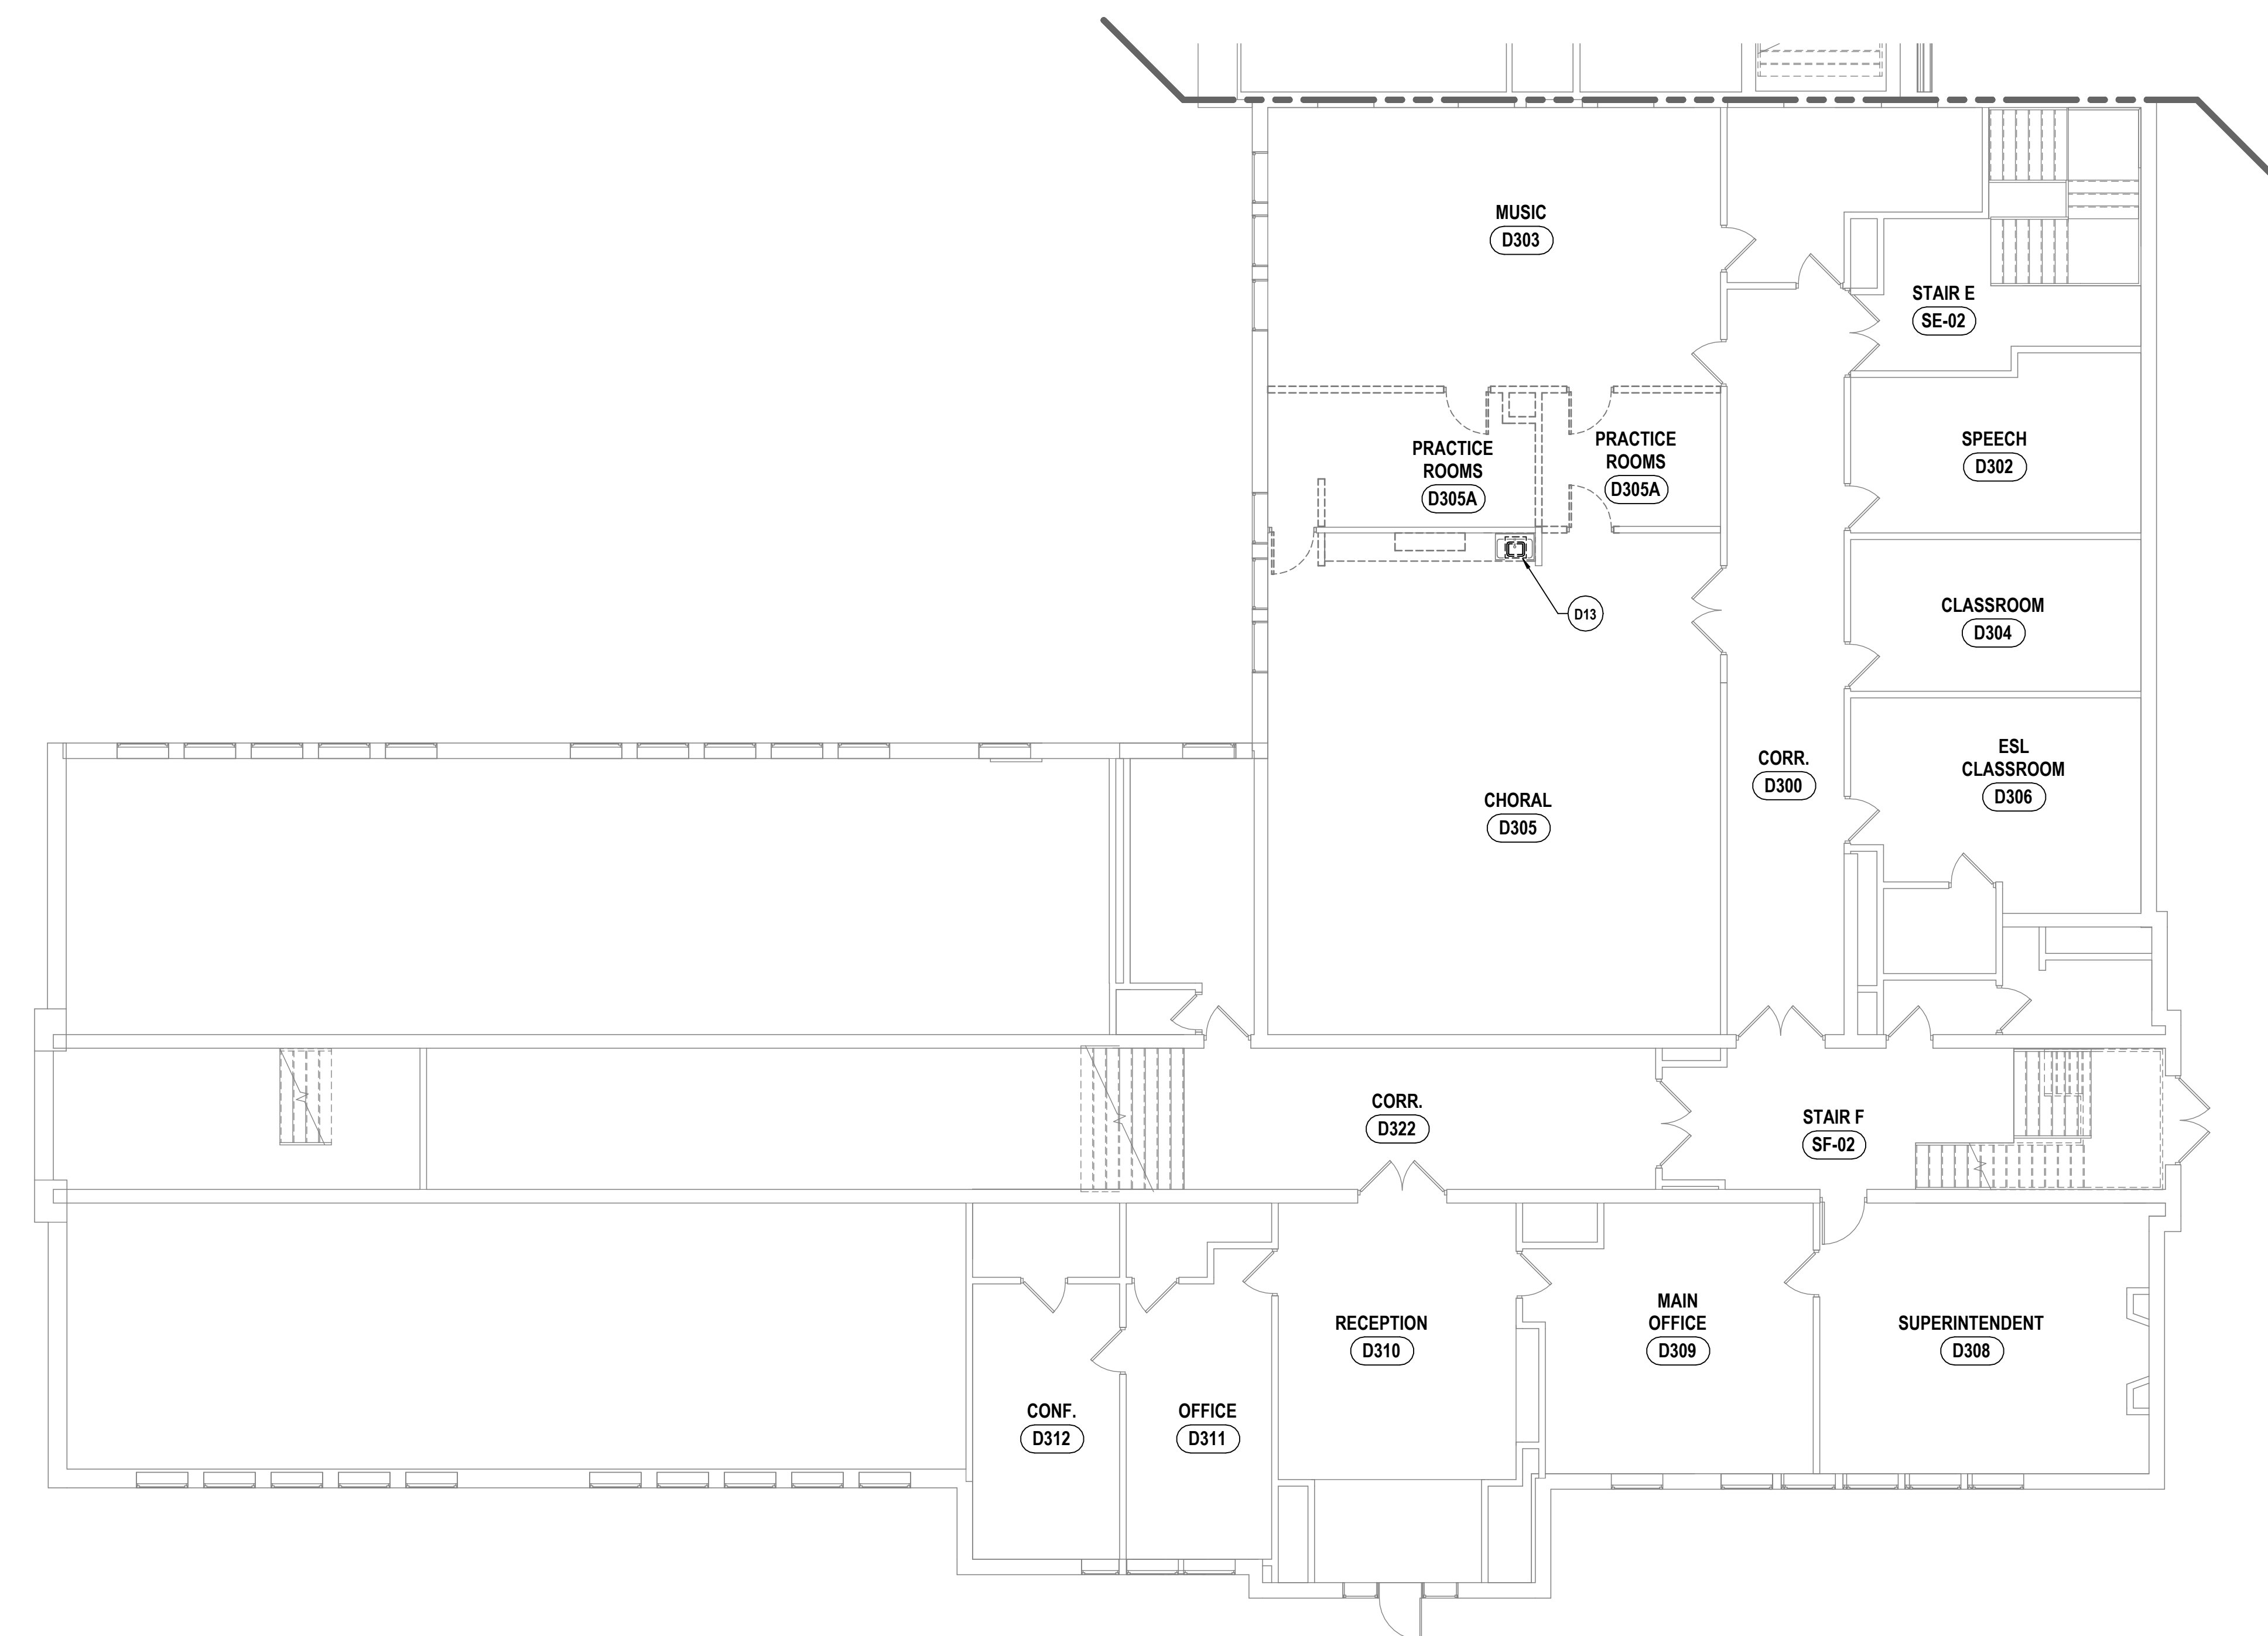 MUSIC
D303
STAIR E
SE-02
PRACTICE
ROOMS
D305A
PRACTICE
ROOMS
D305A
SPEECH
D302
D13
CLASSROOM
D304
ESL
CLASSROOM
D306
CORR.
D300
CHORAL
D305
CORR.
D322
STAIR F
SF-02
RECEPTION
D310
MAIN
OFFICE
D309
SUPERINTENDENT
D308
CONF.
D312
OFFICE
D311